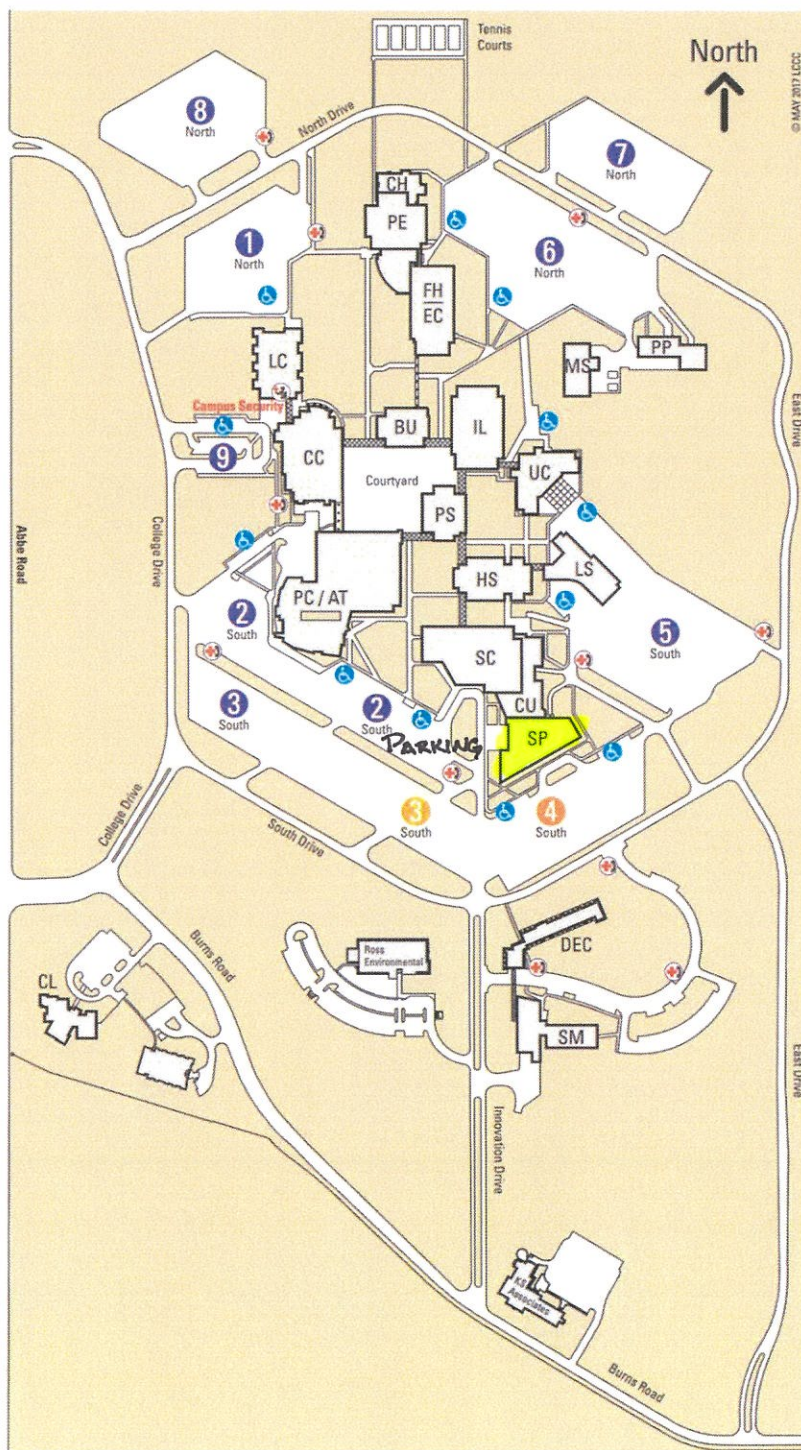 Tennis
Courts
North
© MAY 2017 LCCC
8
North
North Drive
7
North
CH
PE
1
North
6
North
FH
EC
LC
MS
PP
Campus Security
BU
IL
9
CC
Courtyard
UC
PS
East Drive
Abbe Road
College Drive
HS
LS
PC / AT
2
South
5
South
SC
3
South
2
South
CU
PARKING
SP
3
South
4
South
College Drive
South Drive
Burns Road
Ross
Environmental
DEC
CL
SM
East Drive
Innovation Drive
KS
Associates
Burns Road